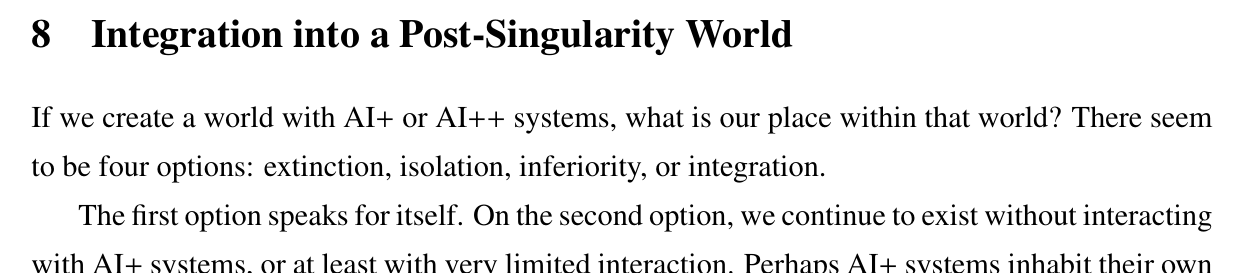 8 Integration into a Post-Singularity World
If we create a world with AI+ or AI++ systems, what is our place within that world? There seem
to be four options: extinction, isolation, inferiority, or integration.
The first option speaks for itself. On the second option, we continue to exist without interacting
with AI+ systems, or at least with very limited interaction. Perhaps AI+ systems inhabit their own